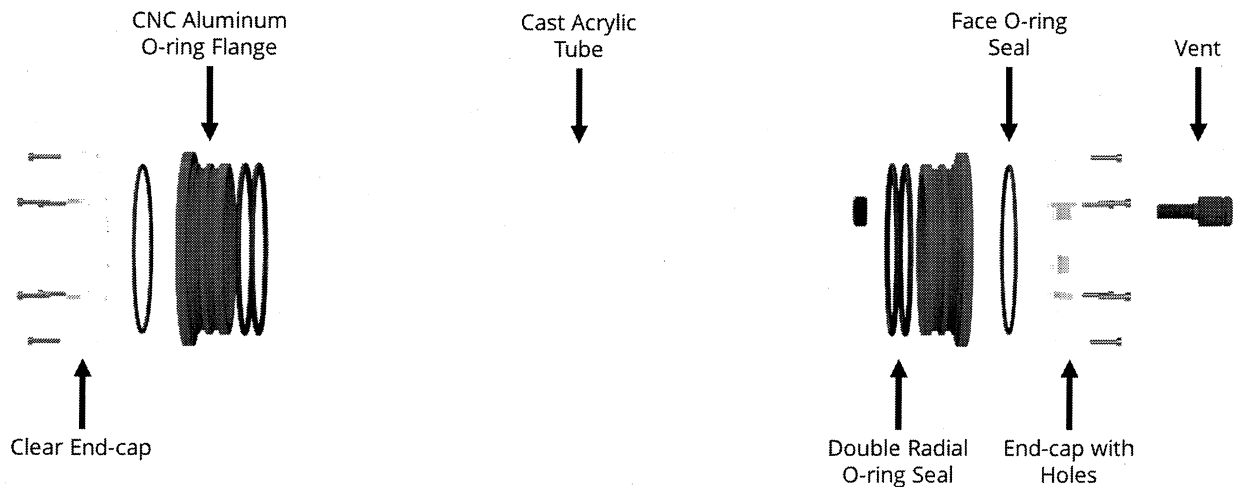 CNC Aluminum
O-ring Flange
Cast Acrylic
Tube
Face O-ring
Seal
Vent
Clear End-cap
Double Radial
O-ring Seal
End-cap with
Holes